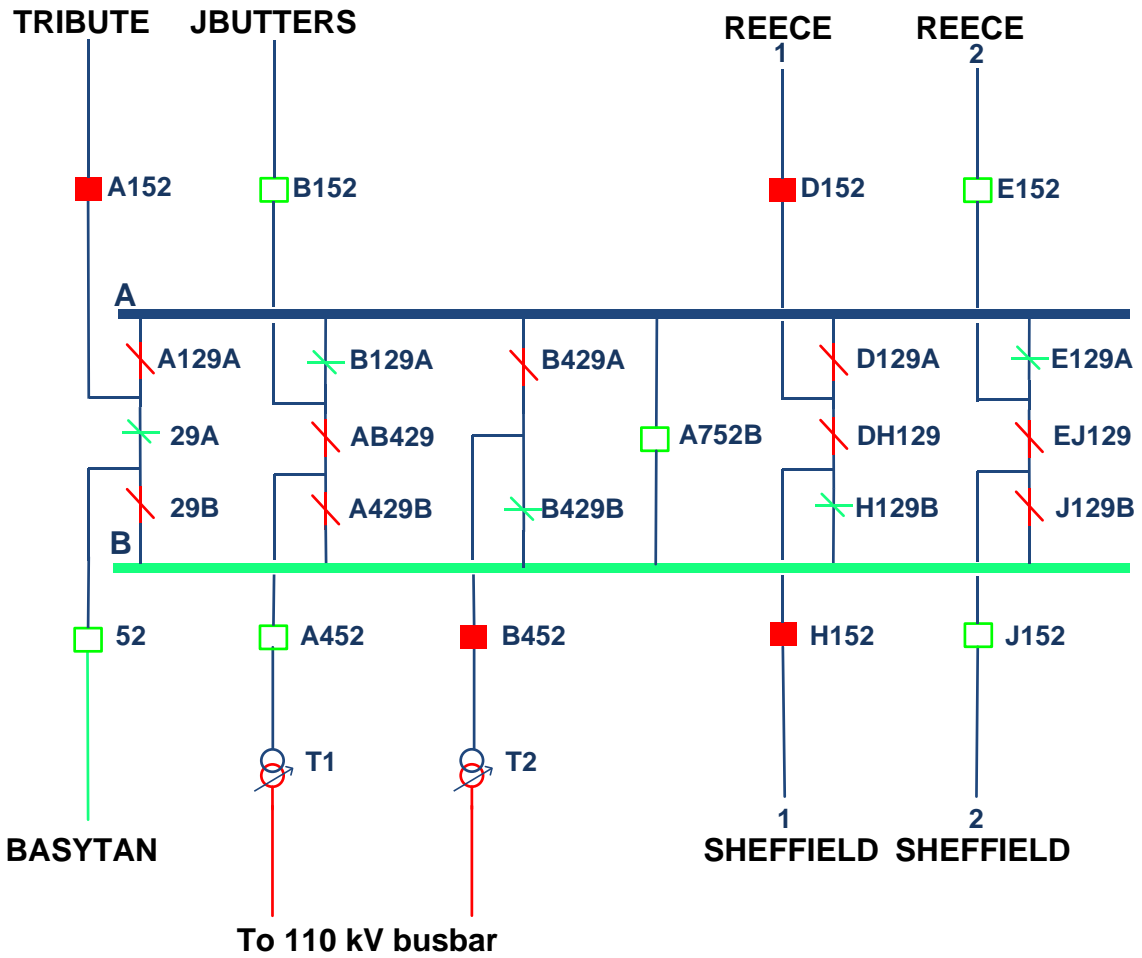 TRIBUTE JBUTTERS REECE REECE
1 2
A152 B152 D152 E152
A
A129A B129A B429A D129A E129A
29A AB429 A752B DH129 EJ129
29B A429B B429B H129B J129B
B
52 A452 B452 H152 J152
T1 T2
1 2
BASYTAN SHEFFIELD SHEFFIELD
To 110 kV busbar